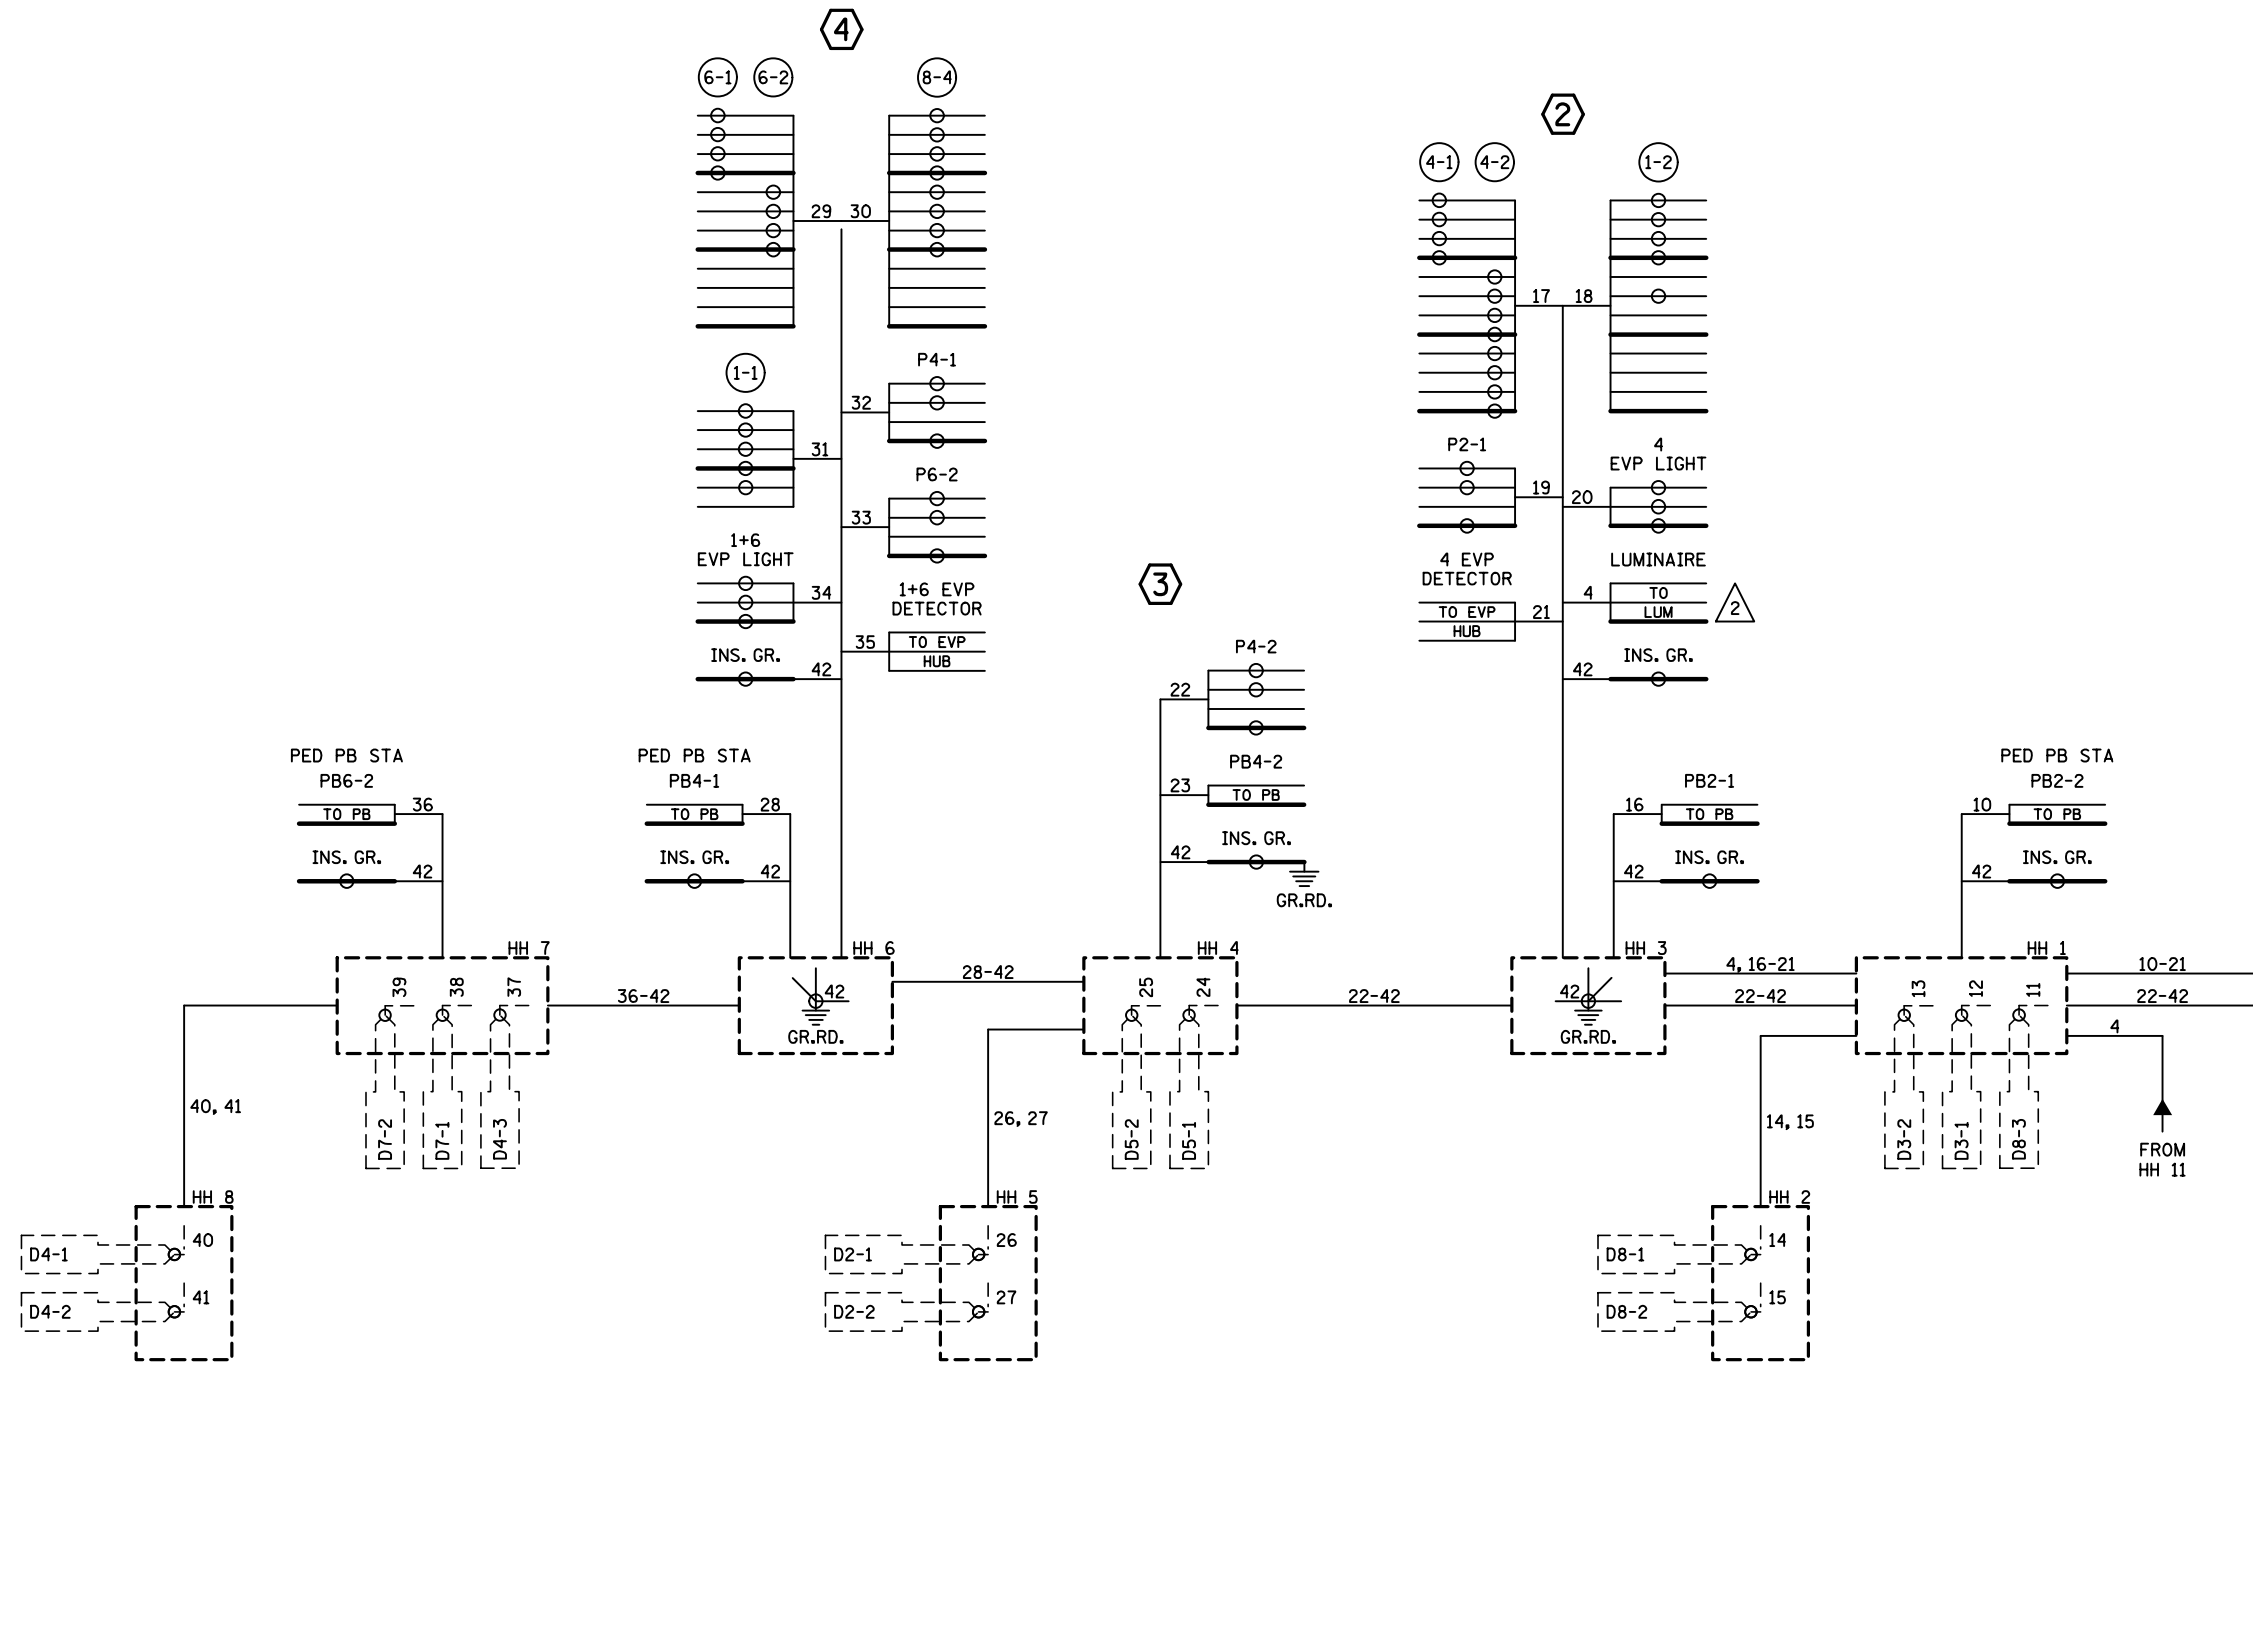 4
6-1 6-2 8-4
29 30
1-1
31
P4-1
32
P6-2
33
1+6
EVP LIGHT
34
1+6 EVP
DETECTOR
35 TO EVP
HUB
INS. GR.
42
2
4-1 4-2 1-2
17 18
P2-1
19
4
EVP LIGHT
20
4 EVP
DETECTOR
TO EVP 21
HUB
LUMINAIRE
4 TO
LUM
2
INS. GR.
42
3
P4-2
22
PB4-2
23 TO PB
INS. GR.
42
GR.RD.
PED PB STA
PB6-2
36
TO PB
INS. GR.
42
PED PB STA
PB4-1
28
TO PB
INS. GR.
42
PB2-1
16
TO PB
INS. GR.
42
PED PB STA
PB2-2
10
TO PB
INS. GR.
42
HH 7
39 38 37
D7-2 D7-1 D4-3
36-42
HH 6
42
GR.RD.
28-42
HH 4
25 24
D5-2 D5-1
22-42
HH 3
42
GR.RD.
4, 16-21
22-42
HH 1
13 12 11
D3-2 D3-1 D8-3
10-21
22-42
4
FROM
HH 11
40, 41
26, 27
14, 15
HH 8
D4-1 40
D4-2 41
HH 5
D2-1 26
D2-2 27
HH 2
D8-1 14
D8-2 15